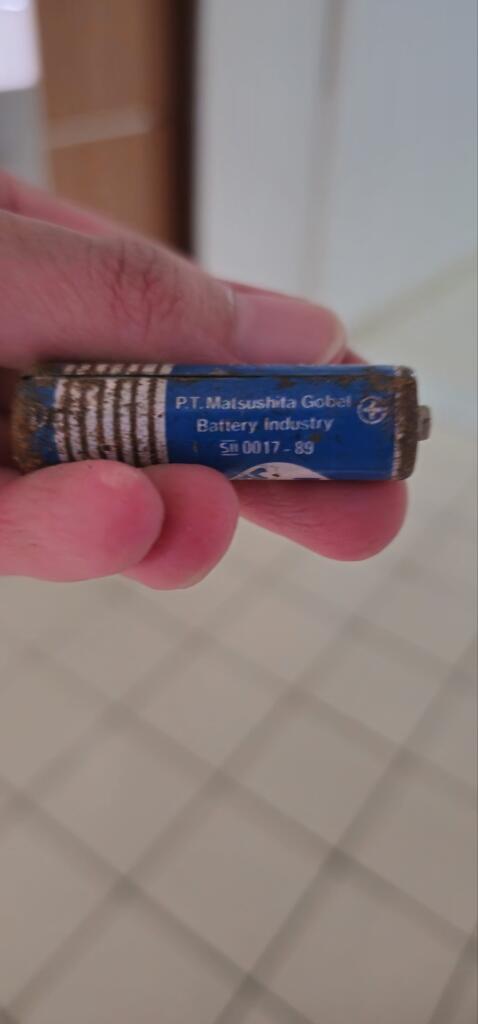 P.T. Matsushita Gobel
Battery Industry
SII 0017 - 89